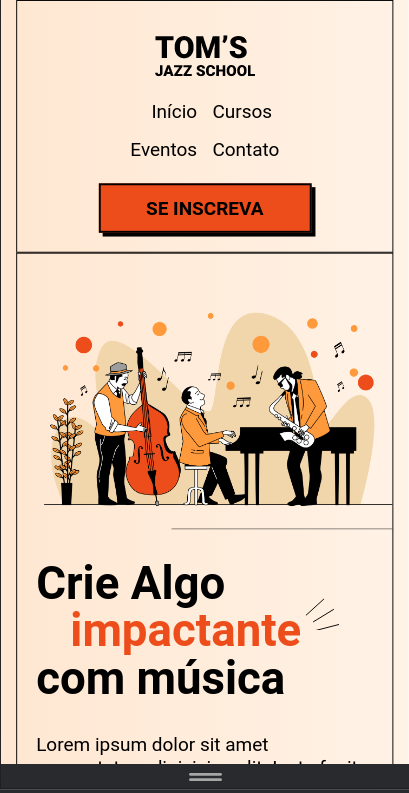 TOM’S
JAZZ SCHOOL
Início Cursos
Eventos Contato
SE INSCREVA
Crie Algo
impactante
com música
Lorem ipsum dolor sit amet